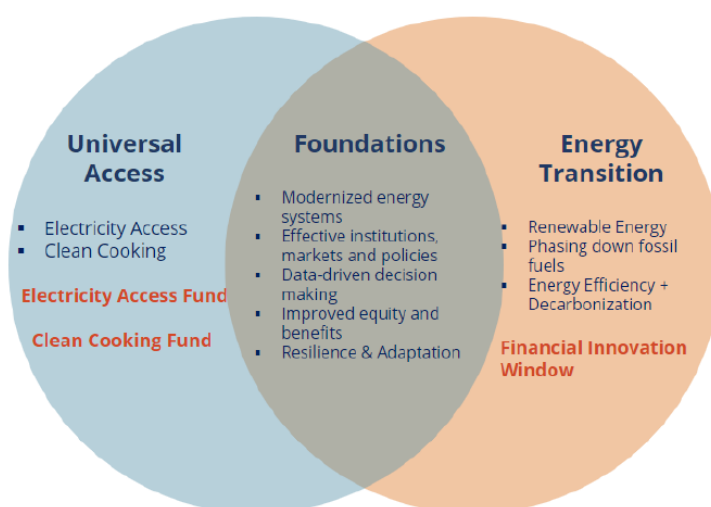 Universal
Access
▪ Electricity Access
▪ Clean Cooking
Electricity Access Fund
Clean Cooking Fund
Foundations
▪ Modernized energy
systems
▪ Effective institutions,
markets and policies
▪ Data-driven decision
making
▪ Improved equity and
benefits
▪ Resilience & Adaptation
Energy
Transition
▪ Renewable Energy
▪ Phasing down fossil
fuels
▪ Energy Efficiency +
Decarbonization
Financial Innovation
Window